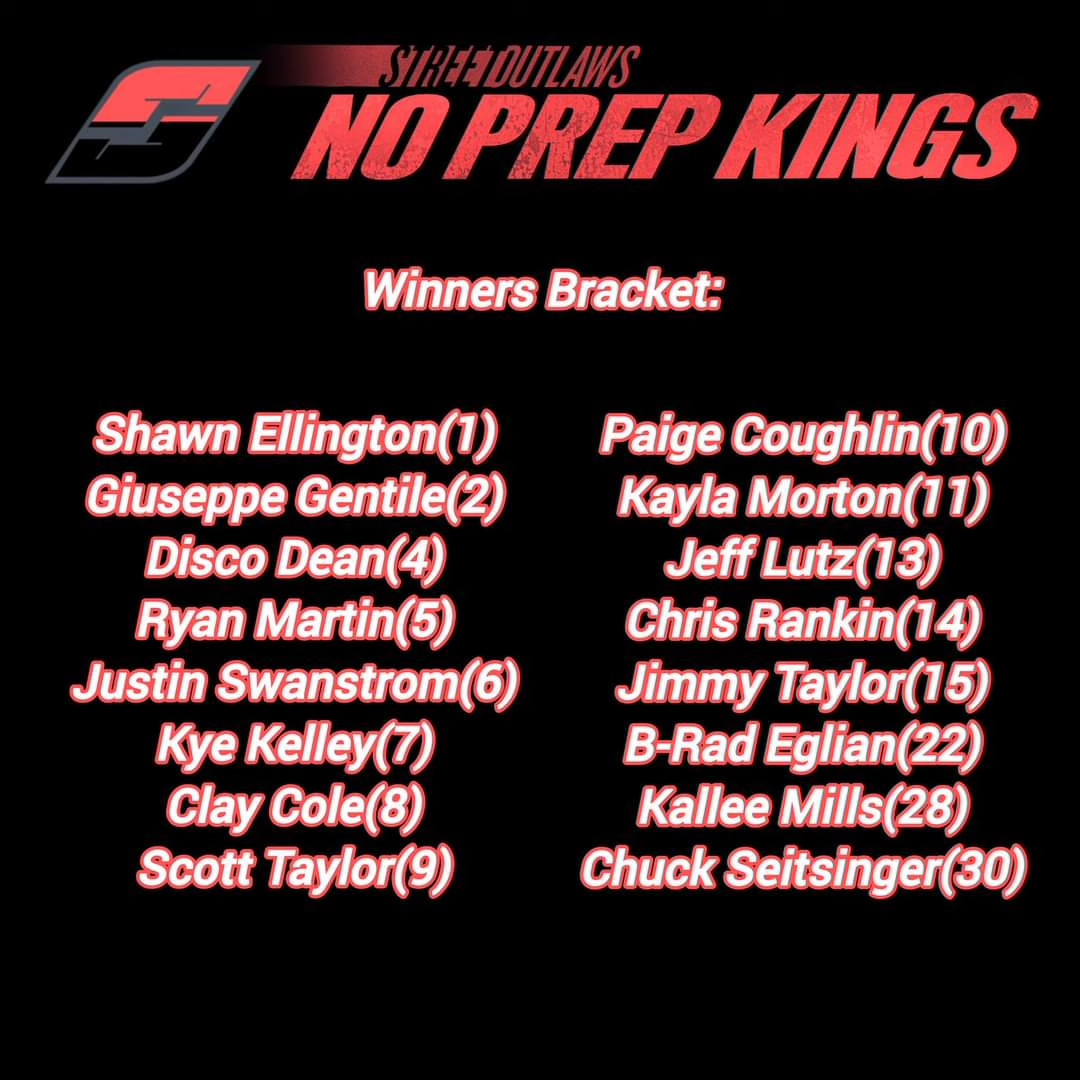 STREET OUTLAWS
NO PREP KINGS
Winners Bracket:
Shawn Ellington(1)
Giuseppe Gentile(2)
Disco Dean(4)
Ryan Martin(5)
Justin Swanstrom(6)
Kye Kelley(7)
Clay Cole(8)
Scott Taylor(9)
Paige Coughlin(10)
Kayla Morton(11)
Jeff Lutz(13)
Chris Rankin(14)
Jimmy Taylor(15)
B-Rad Eglian(22)
Kallee Mills(28)
Chuck Seitsinger(30)